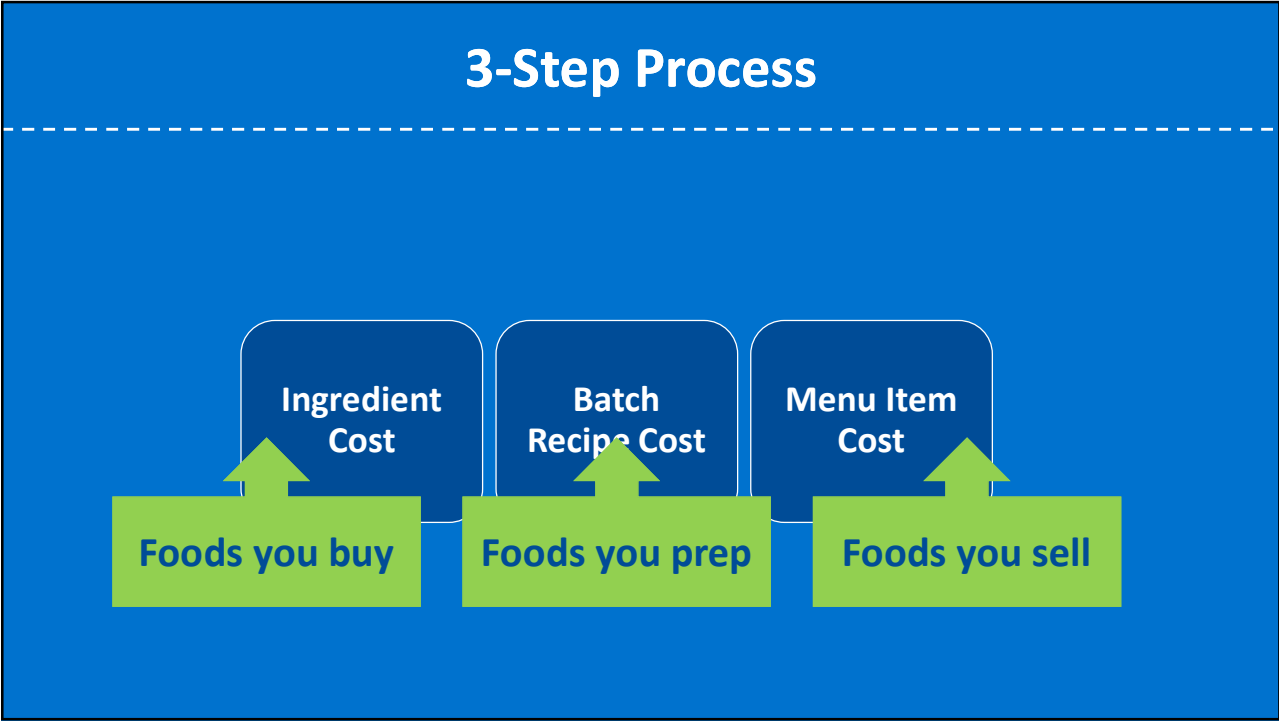 3-Step Process
Ingredient
Cost
Batch
Recipe Cost
Menu Item
Cost
Foods you buy
Foods you prep
Foods you sell